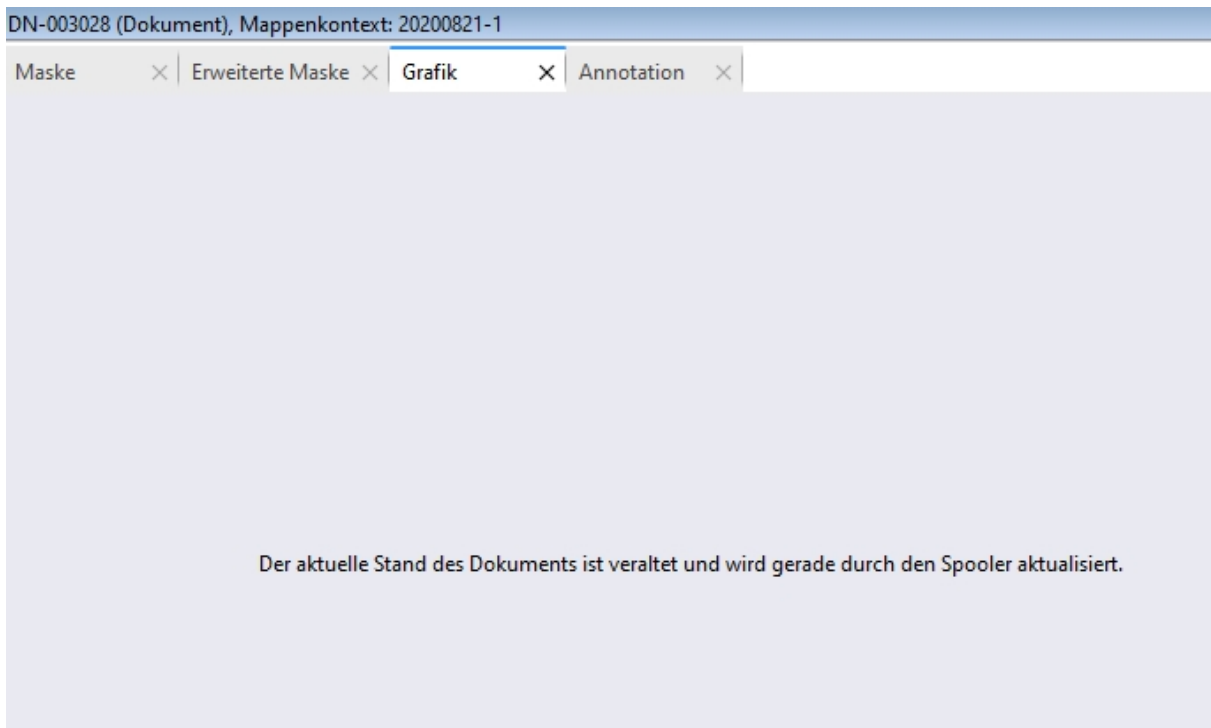 DN-003028 (Dokument), Mappenkontext: 20200821-1
Maske Erweiterte Maske Grafik Annotation
Der aktuelle Stand des Dokuments ist veraltet und wird gerade durch den Spooler aktualisiert.